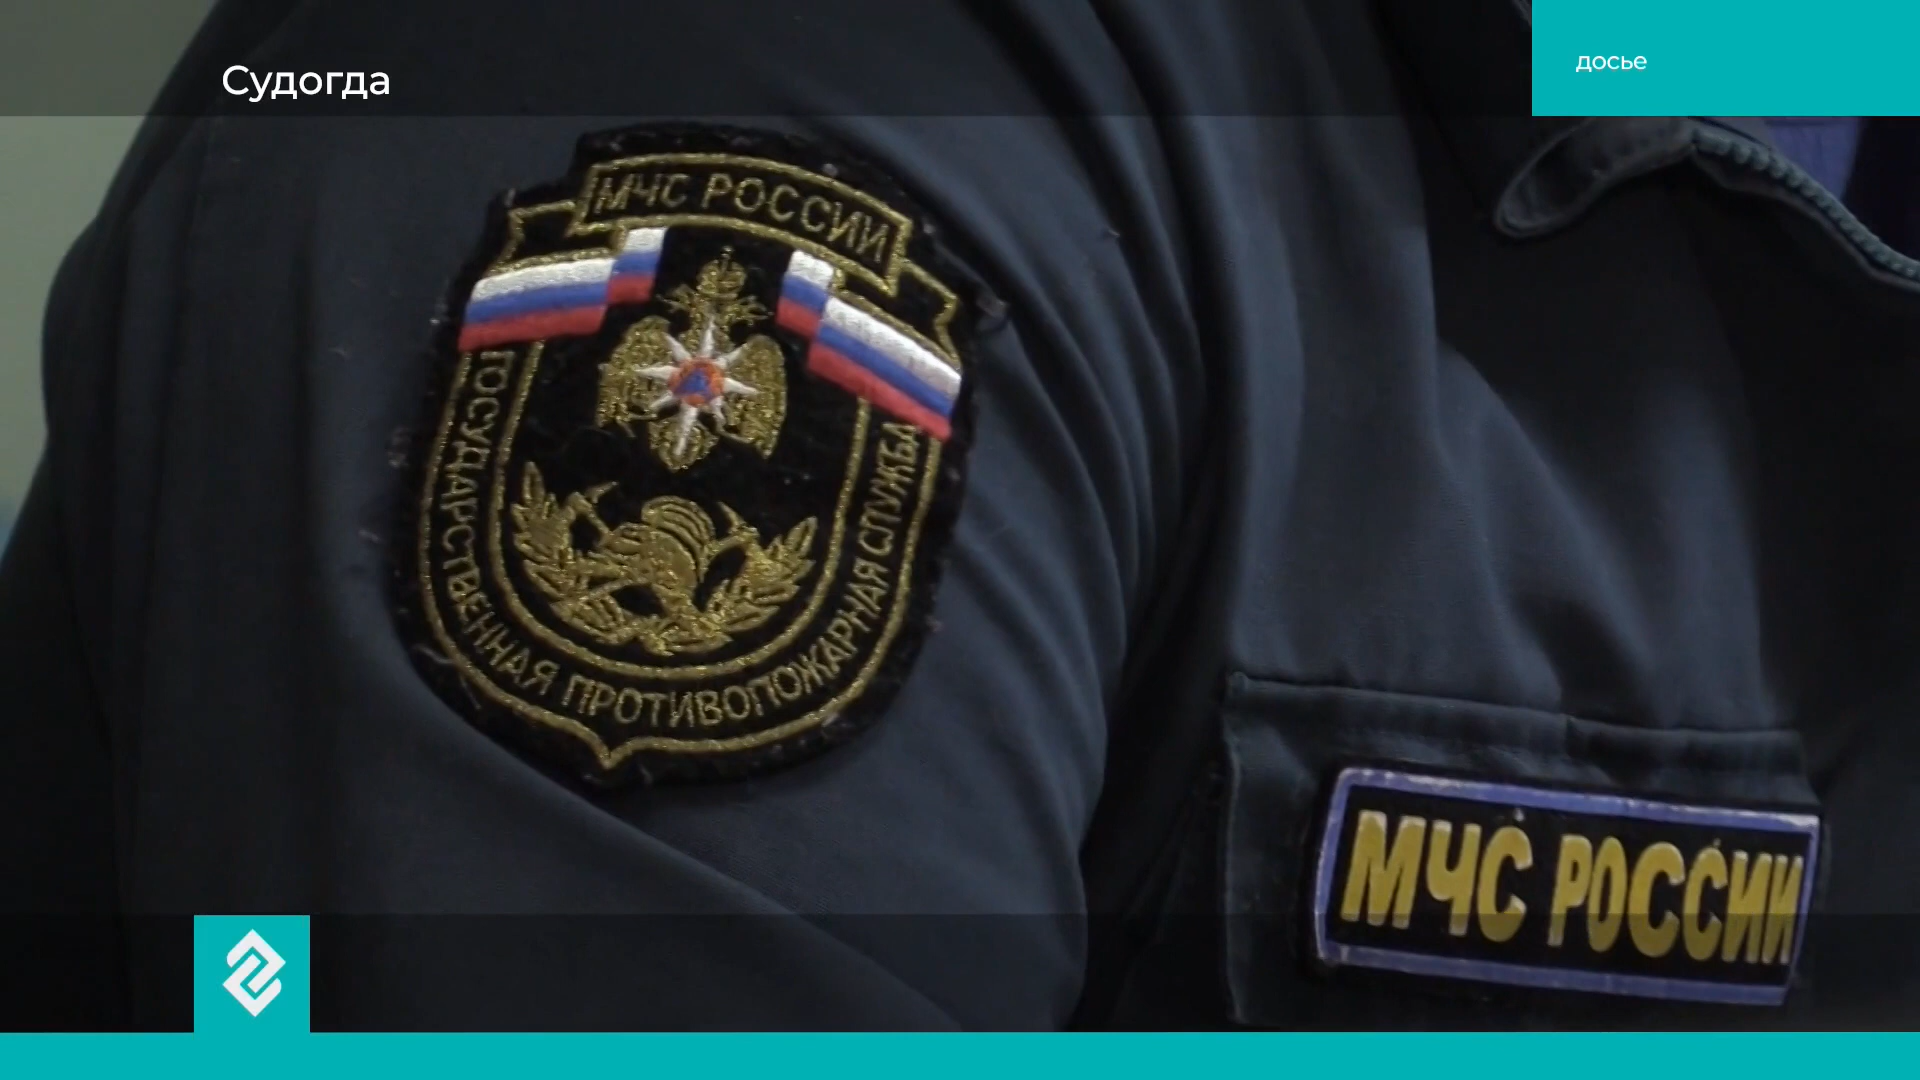 Судогда
досье
МЧС РОССИИ
ГОСУДАРСТВЕННАЯ ПРОТИВОПОЖАРНАЯ СЛУЖБА
МЧС РОССИИ